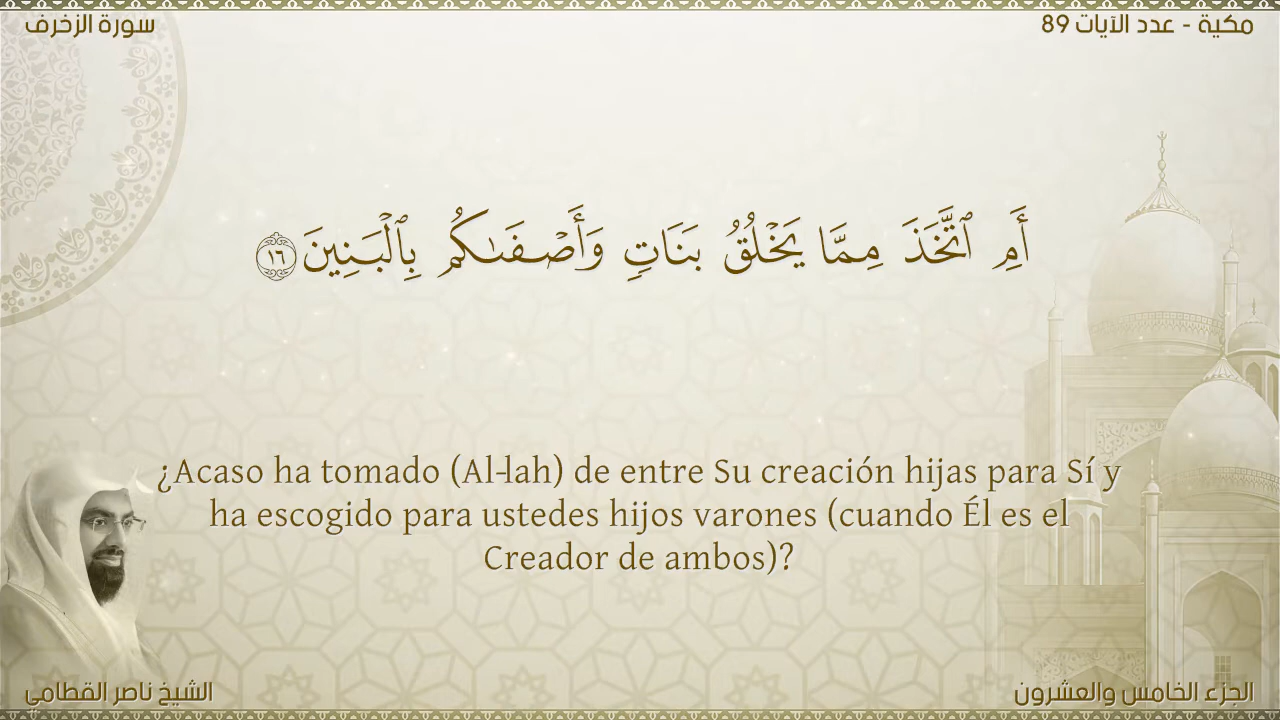 سورة الزخرف
مكية - عدد الآيات 89
أَمِ ٱتَّخَذَ مِمَّا يَخْلُقُ بَنَاتٍ وَأَصْفَىٰكُم بِٱلْبَنِينَ ١٦
¿Acaso ha tomado (Al-lah) de entre Su creación hijas para Sí y
ha escogido para ustedes hijos varones (cuando Él es el
Creador de ambos)?
الشيخ ناصر القطامي
الجزء الخامس والعشرون